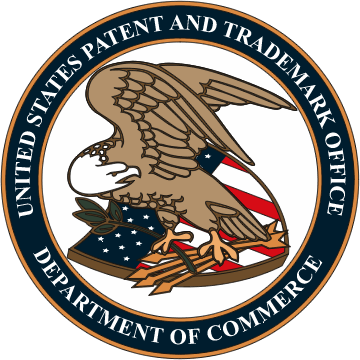 UNITED STATES PATENT AND TRADEMARK OFFICE
DEPARTMENT OF COMMERCE